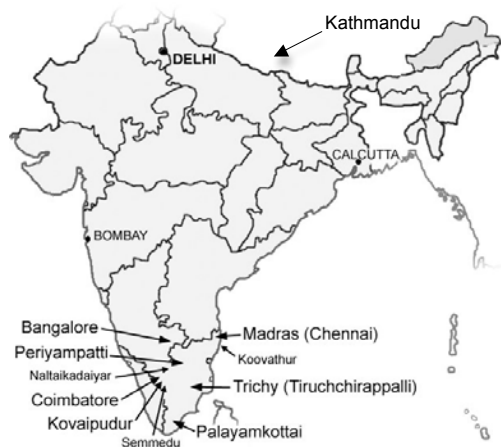 Kathmandu
DELHI
CALCUTTA
BOMBAY
Bangalore
Madras (Chennai)
Periyampatti
Koovathur
Naltaikadaiyar
Trichy (Tiruchchirappalli)
Coimbatore
Kovaipudur
Palayamkottai
Semmedu